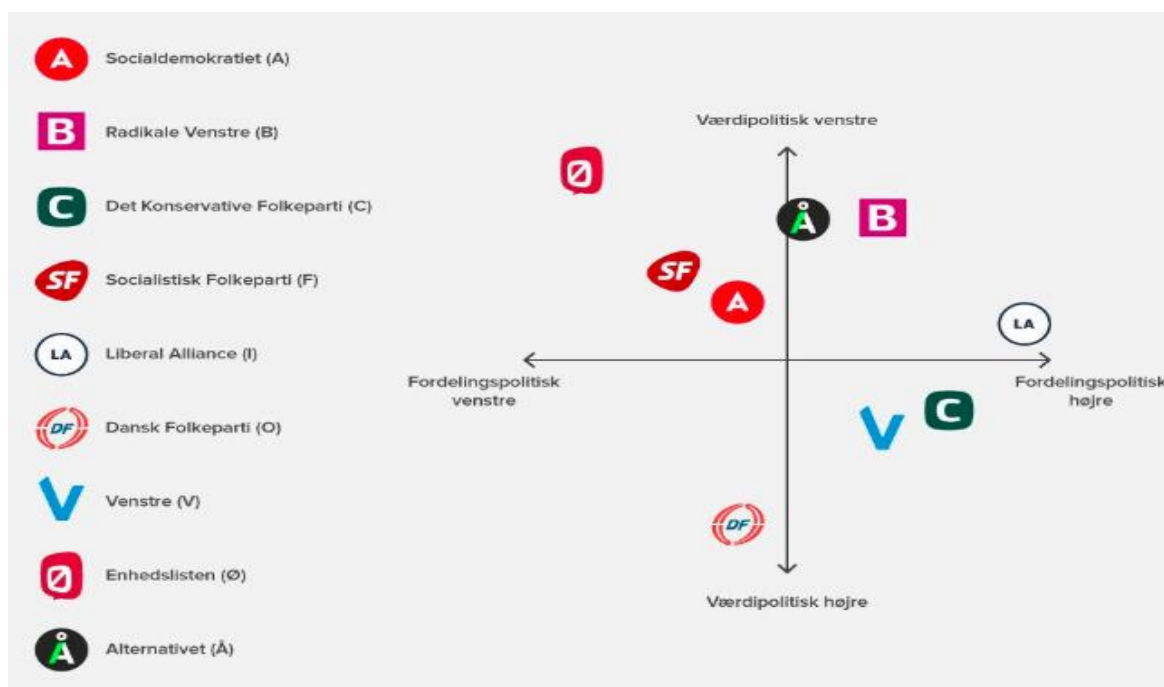 A Socialdemokratiet (A)
B Radikale Venstre (B)
C Det Konservative Folkeparti (C)
SF Socialistisk Folkeparti (F)
LA Liberal Alliance (I)
DF Dansk Folkeparti (O)
V Venstre (V)
Ø Enhedslisten (Ø)
Å Alternativet (Å)
Værdipolitisk venstre
Ø
Å
B
SF
A
LA
Fordelingspolitisk
venstre
Fordelingspolitisk
højre
C
V
DF
Værdipolitisk højre